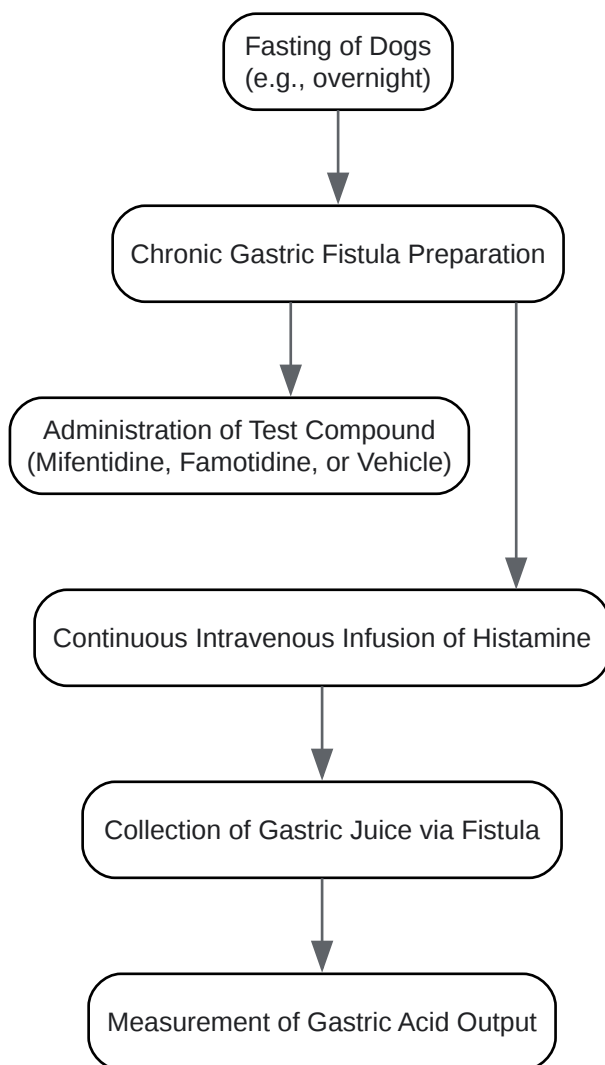 Fasting of Dogs
(e.g., overnight)
Chronic Gastric Fistula Preparation
Administration of Test Compound
(Mifentidine, Famotidine, or Vehicle)
Continuous Intravenous Infusion of Histamine
Collection of Gastric Juice via Fistula
Measurement of Gastric Acid Output